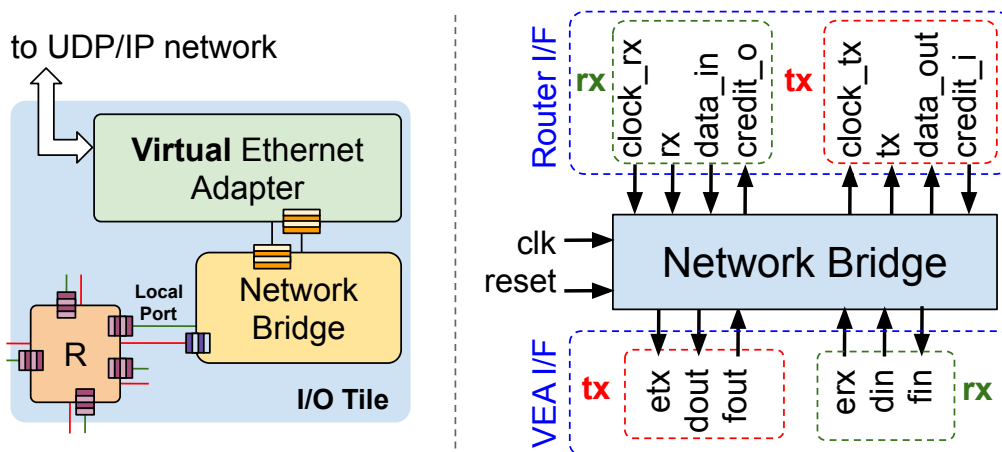 to UDP/IP network
Virtual Ethernet
Adapter
Network
Bridge
Local
Port
R
I/O Tile
Router I/F
rx
clock_rx
rx
data_in
credit_o
tx
clock_tx
tx
data_out
credit_i
clk
reset
Network Bridge
VEA I/F
tx
etx
dout
fout
erx
din
fin
rx